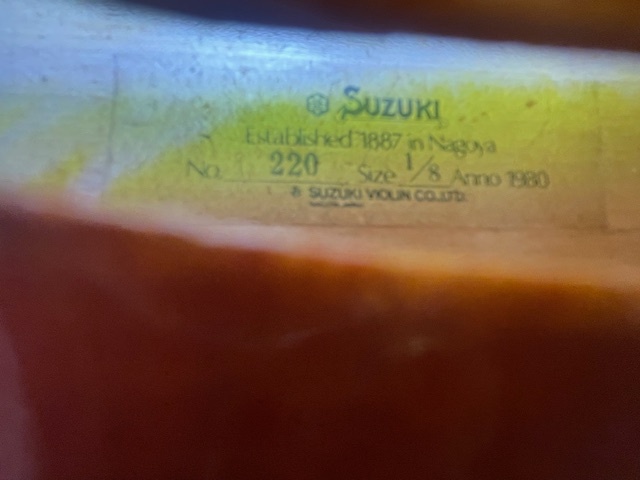 SUZUKI
Established 1887 in Nagoya
No. 220 Size 1/8 Anno 1980
SUZUKI VIOLIN CO., LTD.